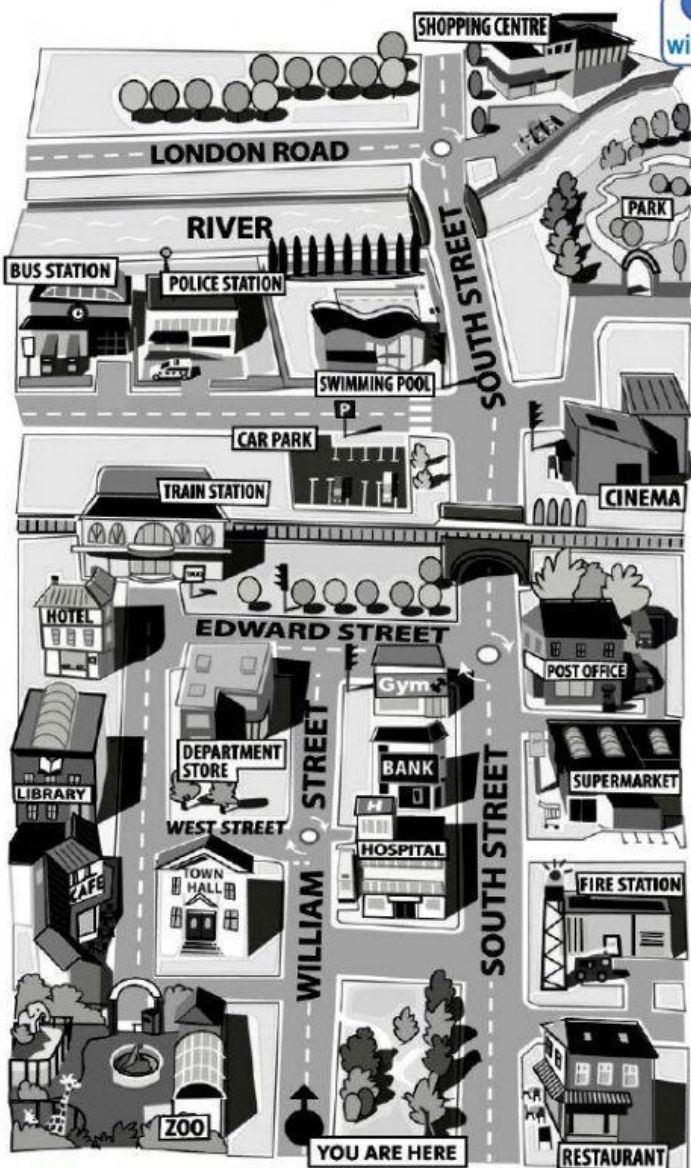 SHOPPING CENTRE
LONDON ROAD
RIVER
PARK
BUS STATION
POLICE STATION
SOUTH STREET
SWIMMING POOL
P
CAR PARK
TRAIN STATION
CINEMA
TAXI
HOTEL
EDWARD STREET
Gym
POST OFFICE
DEPARTMENT
STORE
WILLIAM STREET
BANK
SOUTH STREET
SUPERMARKET
LIBRARY
WEST STREET
H
HOSPITAL
CAFE
TOWN
HALL
FIRE STATION
ZOO
YOU ARE HERE
RESTAURANT